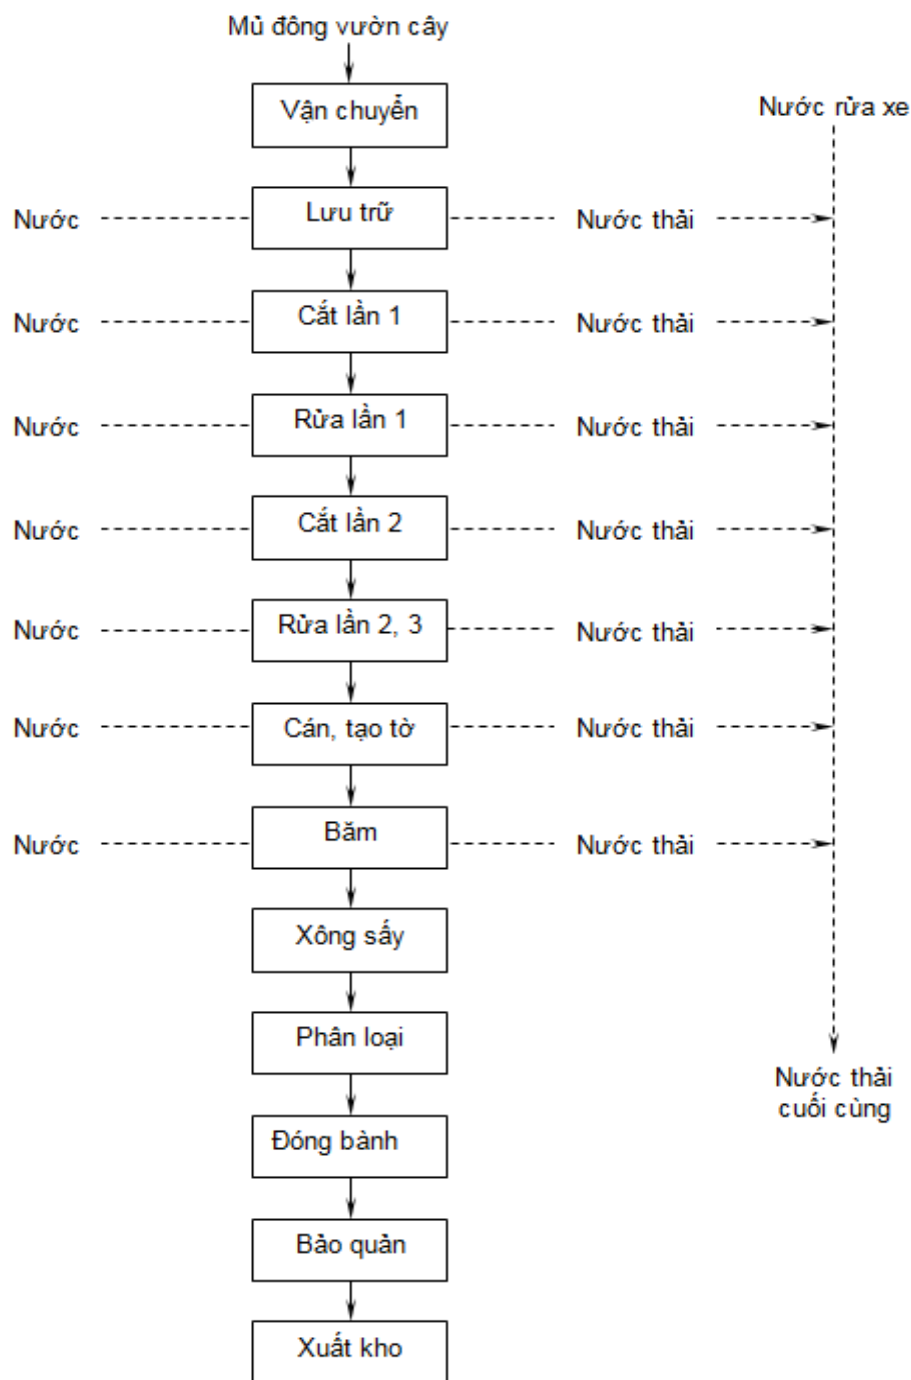 Mủ đông vườn cây
Vận chuyển
Nước rửa xe
Nước
Lưu trữ
Nước thải
Nước
Cắt lần 1
Nước thải
Nước
Rửa lần 1
Nước thải
Nước
Cắt lần 2
Nước thải
Nước
Rửa lần 2, 3
Nước thải
Nước
Cán, tạo tờ
Nước thải
Nước
Băm
Nước thải
Xông sấy
Phân loại
Nước thải
cuối cùng
Đóng bành
Bảo quản
Xuất kho